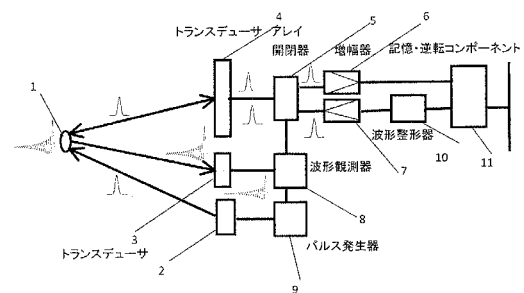 4
5
6
トランスデューサ アレイ
開閉器
増幅器
記憶・逆転コンポーネント
1
波形整形器
10
11
7
波形観測器
3
8
トランスデューサ
2
パルス発生器
9